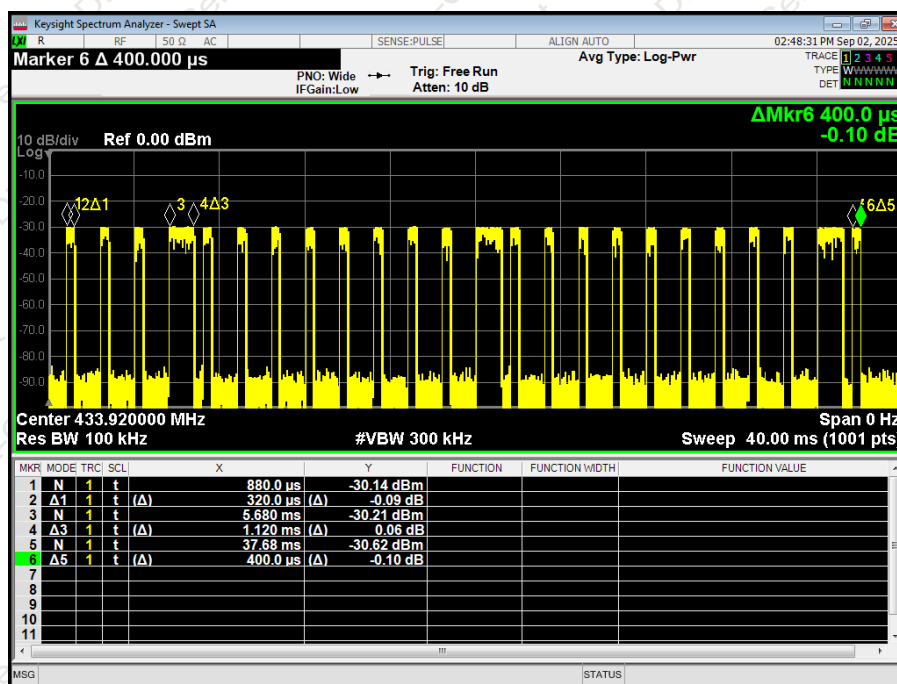 Keysight Spectrum Analyzer - Swept SA
LXI R RF 50 Ω AC SENSE:PULSE ALIGN AUTO 02:48:31 PM Sep 02, 2025
Marker 6 Δ 400.000 µs
PNO: Wide
IFGain:Low
Trig: Free Run
Atten: 10 dB
Avg Type: Log-Pwr
TRACE 1 2 3 4 5
TYPE WWWWWW
DET N N N N N
ΔMkr6 400.0 µs
-0.10 dB
10 dB/div Ref 0.00 dBm
Log
-10.0
-20.0
12Δ1 3 4Δ3 6Δ5
-30.0
-40.0
-50.0
-60.0
-70.0
-80.0
-90.0
Center 433.920000 MHz Span 0 Hz
Res BW 100 kHz #VBW 300 kHz Sweep 40.00 ms (1001 pts)
MKR MODE TRC SCL X Y FUNCTION FUNCTION WIDTH FUNCTION VALUE
1 N 1 t 880.0 µs -30.14 dBm
2 Δ1 1 t (Δ) 320.0 µs (Δ) -0.09 dB
3 N 1 t 5.680 ms -30.21 dBm
4 Δ3 1 t (Δ) 1.120 ms (Δ) 0.06 dB
5 N 1 t 37.68 ms -30.62 dBm
6 Δ5 1 t (Δ) 400.0 µs (Δ) -0.10 dB
7
8
9
10
11
MSG STATUS